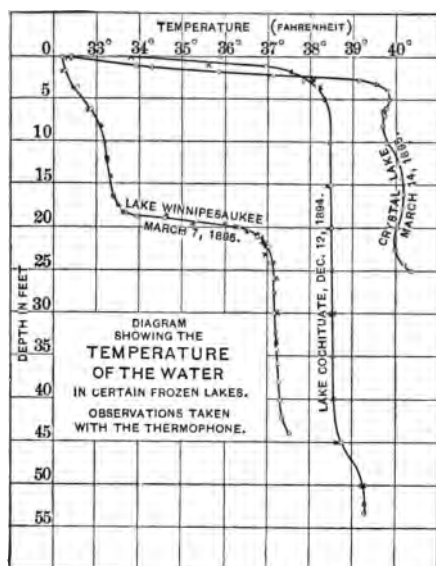 TEMPERATURE (FAHRENHEIT)
33° 34° 35° 36° 37° 38° 39° 40°
0
5
10
15
20
25
30
35
40
45
50
55
DEPTH IN FEET
LAKE WINNIPESAUKEE
MARCH 7, 1895.
LAKE COCHITUATE, DEC. 12, 1894.
CRYSTAL LAKE,
MARCH 14, 1895.
DIAGRAM
SHOWING THE
TEMPERATURE
OF THE WATER
IN CERTAIN FROZEN LAKES.
OBSERVATIONS TAKEN
WITH THE THERMOPHONE.